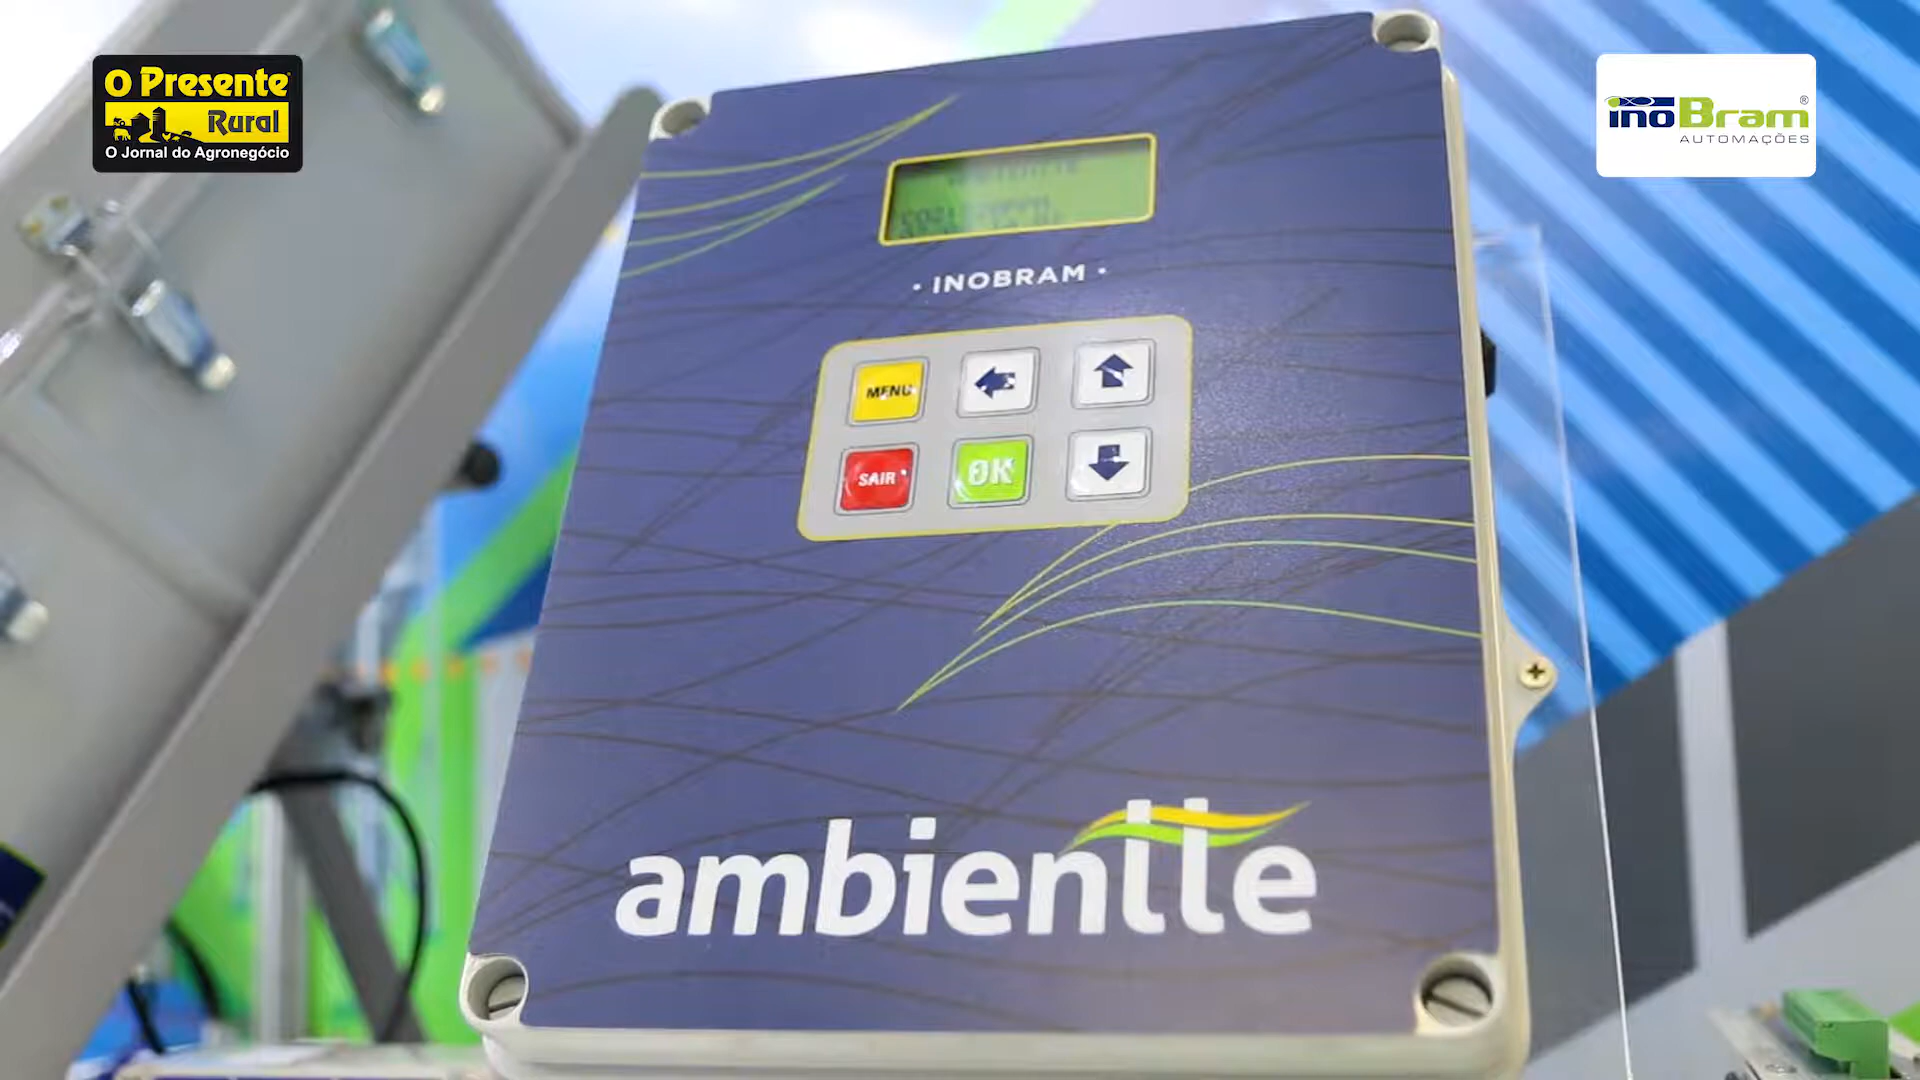 O Presente
Rural
O Jornal do Agronegócio
inoBram®
AUTOMAÇÕES
· INOBRAM ·
MENU
SAIR
OK
ambientte